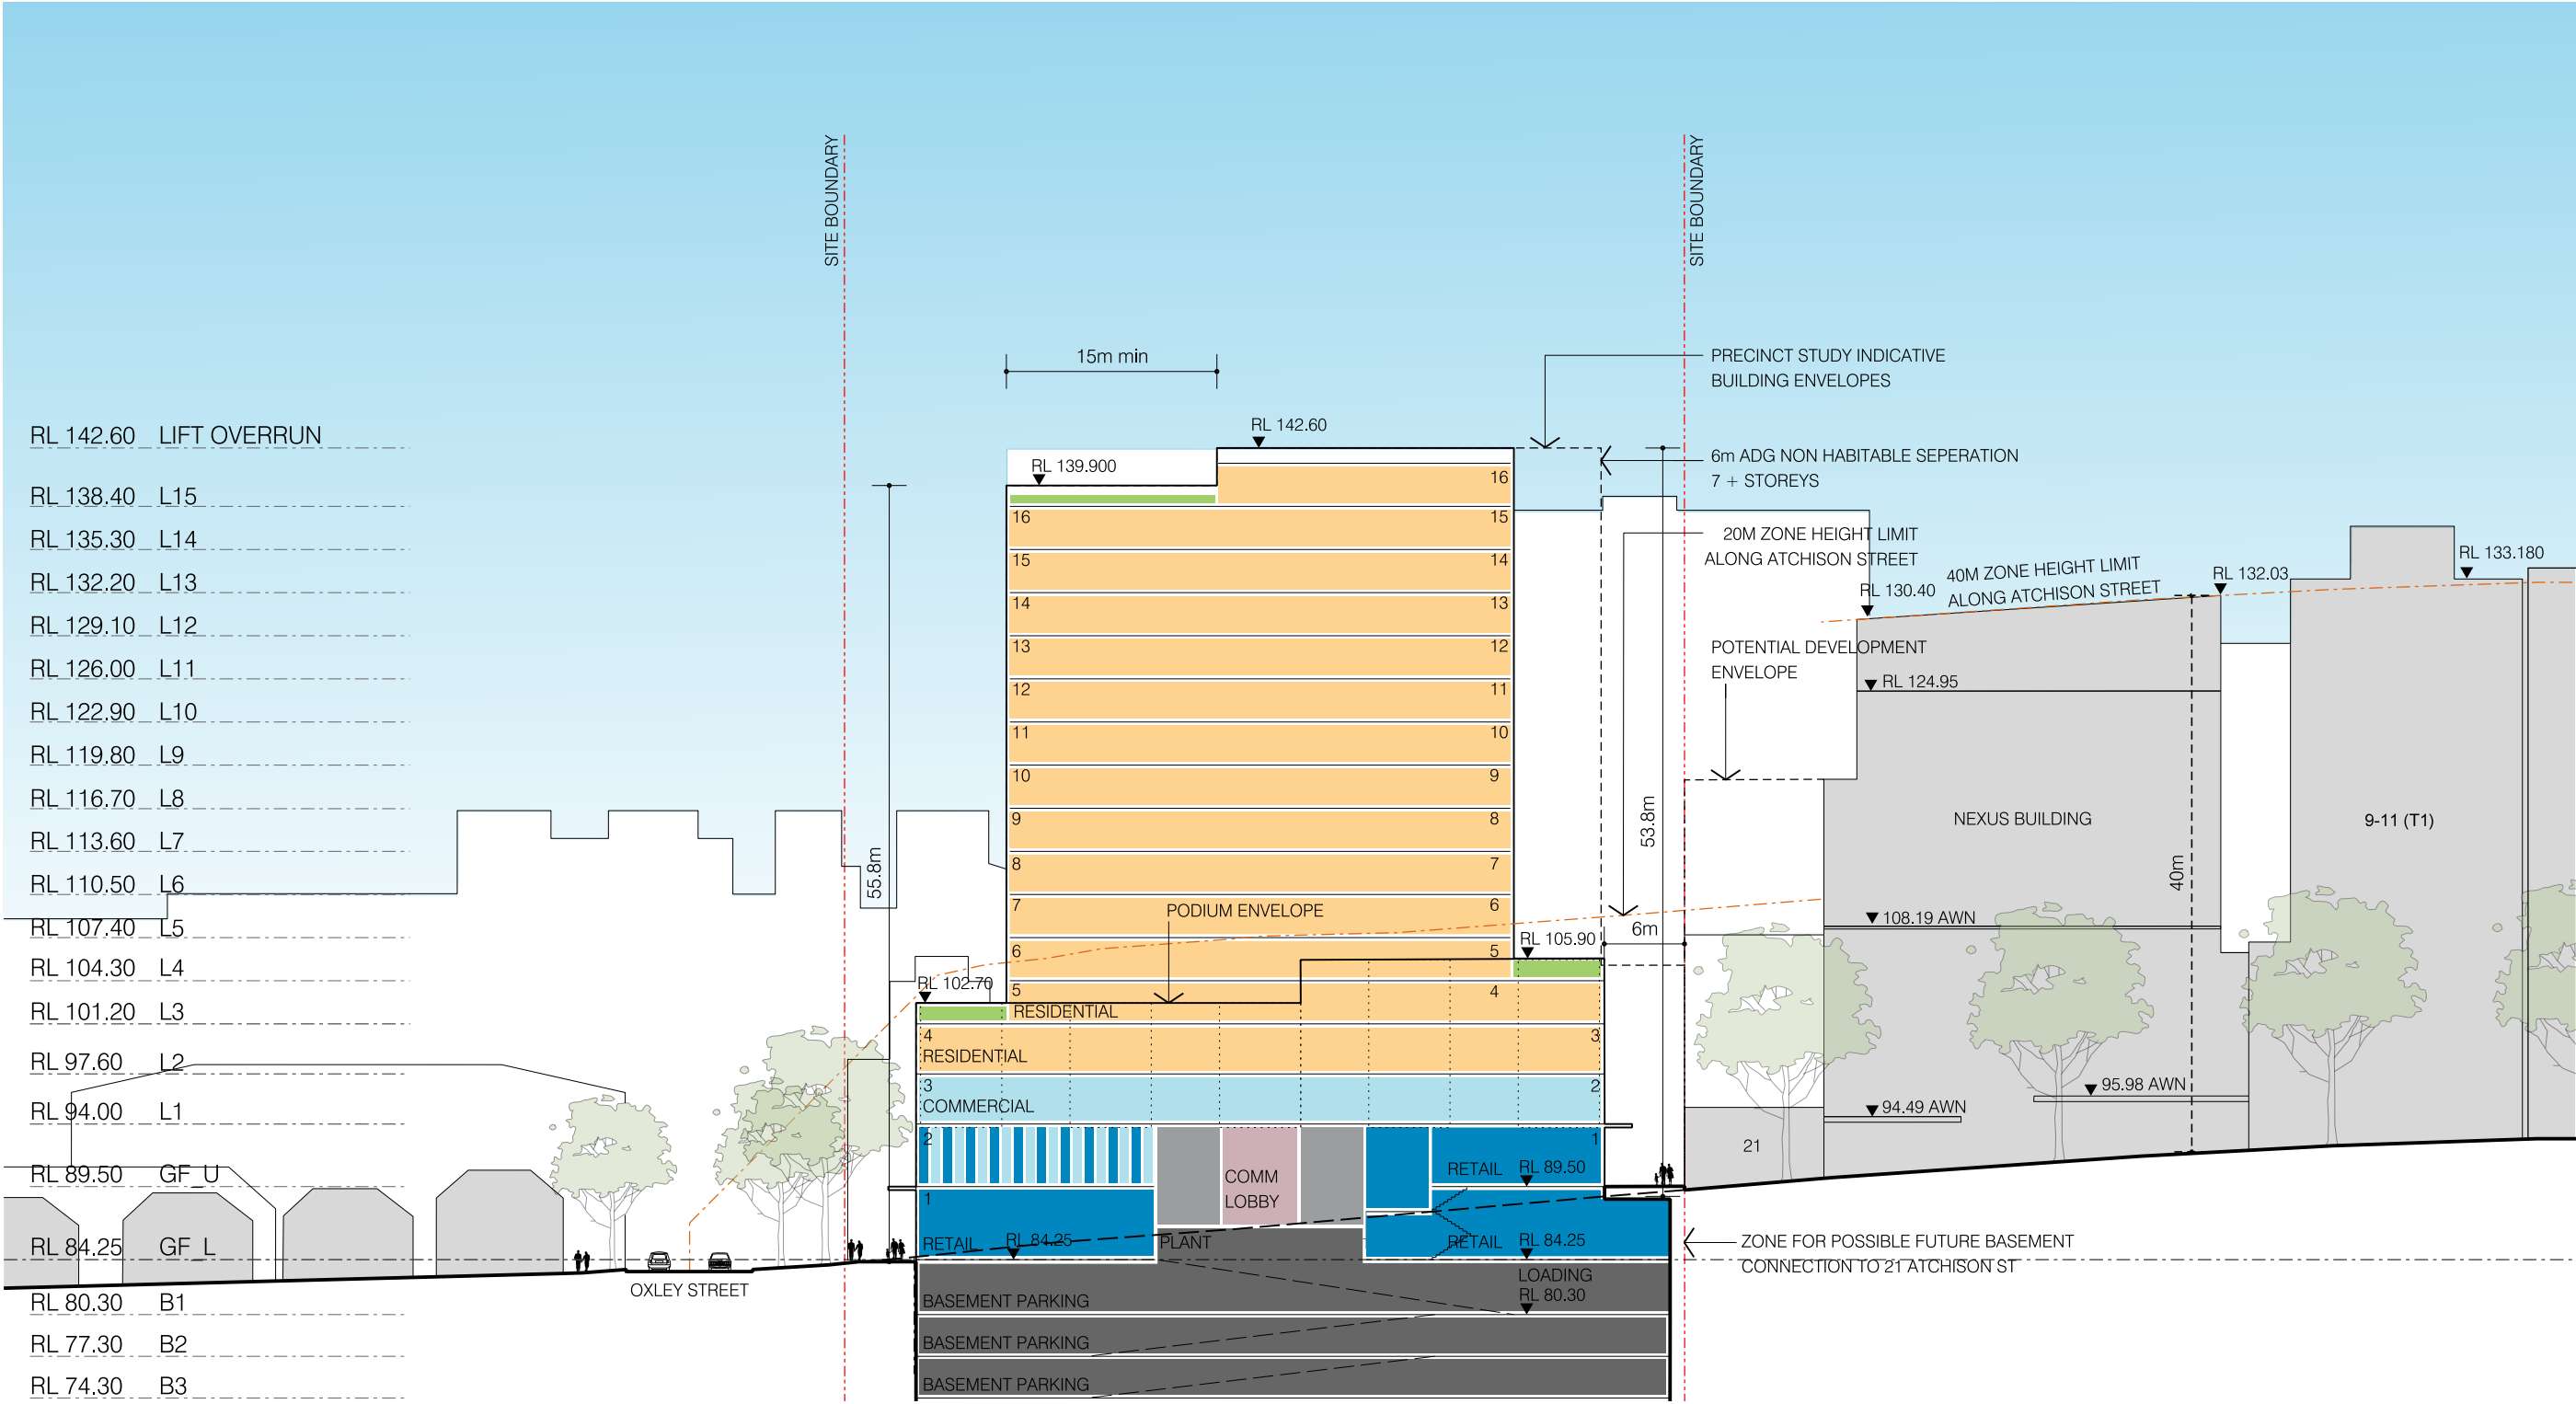 SITE BOUNDARY
SITE BOUNDARY
15m min
PRECINCT STUDY INDICATIVE
BUILDING ENVELOPES
RL 142.60 LIFT OVERRUN
RL 142.60
6m ADG NON HABITABLE SEPERATION
7 + STOREYS
RL 139.900
RL 138.40 L15
16
20M ZONE HEIGHT LIMIT
ALONG ATCHISON STREET
40M ZONE HEIGHT LIMIT
ALONG ATCHISON STREET
RL 130.40
RL 132.03
RL 133.180
16 15
RL 135.30 L14
15 14
RL 132.20 L13
14 13
RL 129.10 L12
13 12
POTENTIAL DEVELOPMENT
ENVELOPE
RL 126.00 L11
12 11
RL 124.95
RL 122.90 L10
11 10
RL 119.80 L9
10 9
RL 116.70 L8
9 8
53.8m
NEXUS BUILDING
9-11 (T1)
RL 113.60 L7
8 7
55.8m
40m
RL 110.50 L6
7 6
PODIUM ENVELOPE
108.19 AWN
RL 107.40 L5
6 5
RL 105.90
6m
RL 104.30 L4
RL 102.70
5 4
RL 101.20 L3
RESIDENTIAL
4 3
RESIDENTIAL
RL 97.60 L2
3 2
COMMERCIAL
95.98 AWN
94.49 AWN
RL 94.00 L1
2 1
21
RL 89.50 GF_U
COMM
LOBBY
RETAIL RL 89.50
1
RETAIL RL 84.25
PLANT
RETAIL RL 84.25
RL 84.25 GF_L
ZONE FOR POSSIBLE FUTURE BASEMENT
CONNECTION TO 21 ATCHISON ST
OXLEY STREET
LOADING
RL 80.30
RL 80.30 B1
BASEMENT PARKING
RL 77.30 B2
BASEMENT PARKING
RL 74.30 B3
BASEMENT PARKING